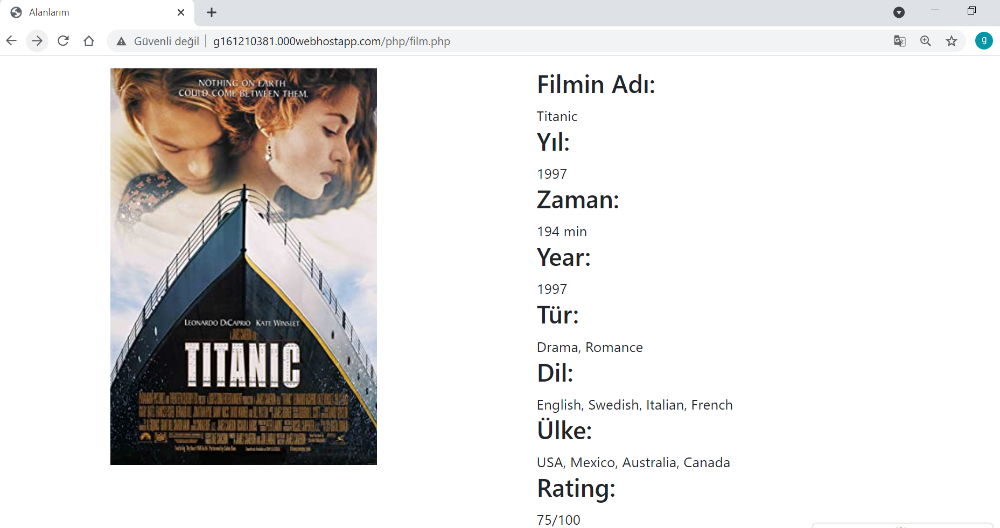 Alanlarım
Güvenli değil
g161210381.000webhostapp.com/php/film.php
g
NOTHING ON EARTH
COULD COME BETWEEN THEM.
LEONARDO DICAPRIO KATE WINSLET
TITANIC
Filmin Adı:
Titanic
Yıl:
1997
Zaman:
194 min
Year:
1997
Tür:
Drama, Romance
Dil:
English, Swedish, Italian, French
Ülke:
USA, Mexico, Australia, Canada
Rating:
75/100